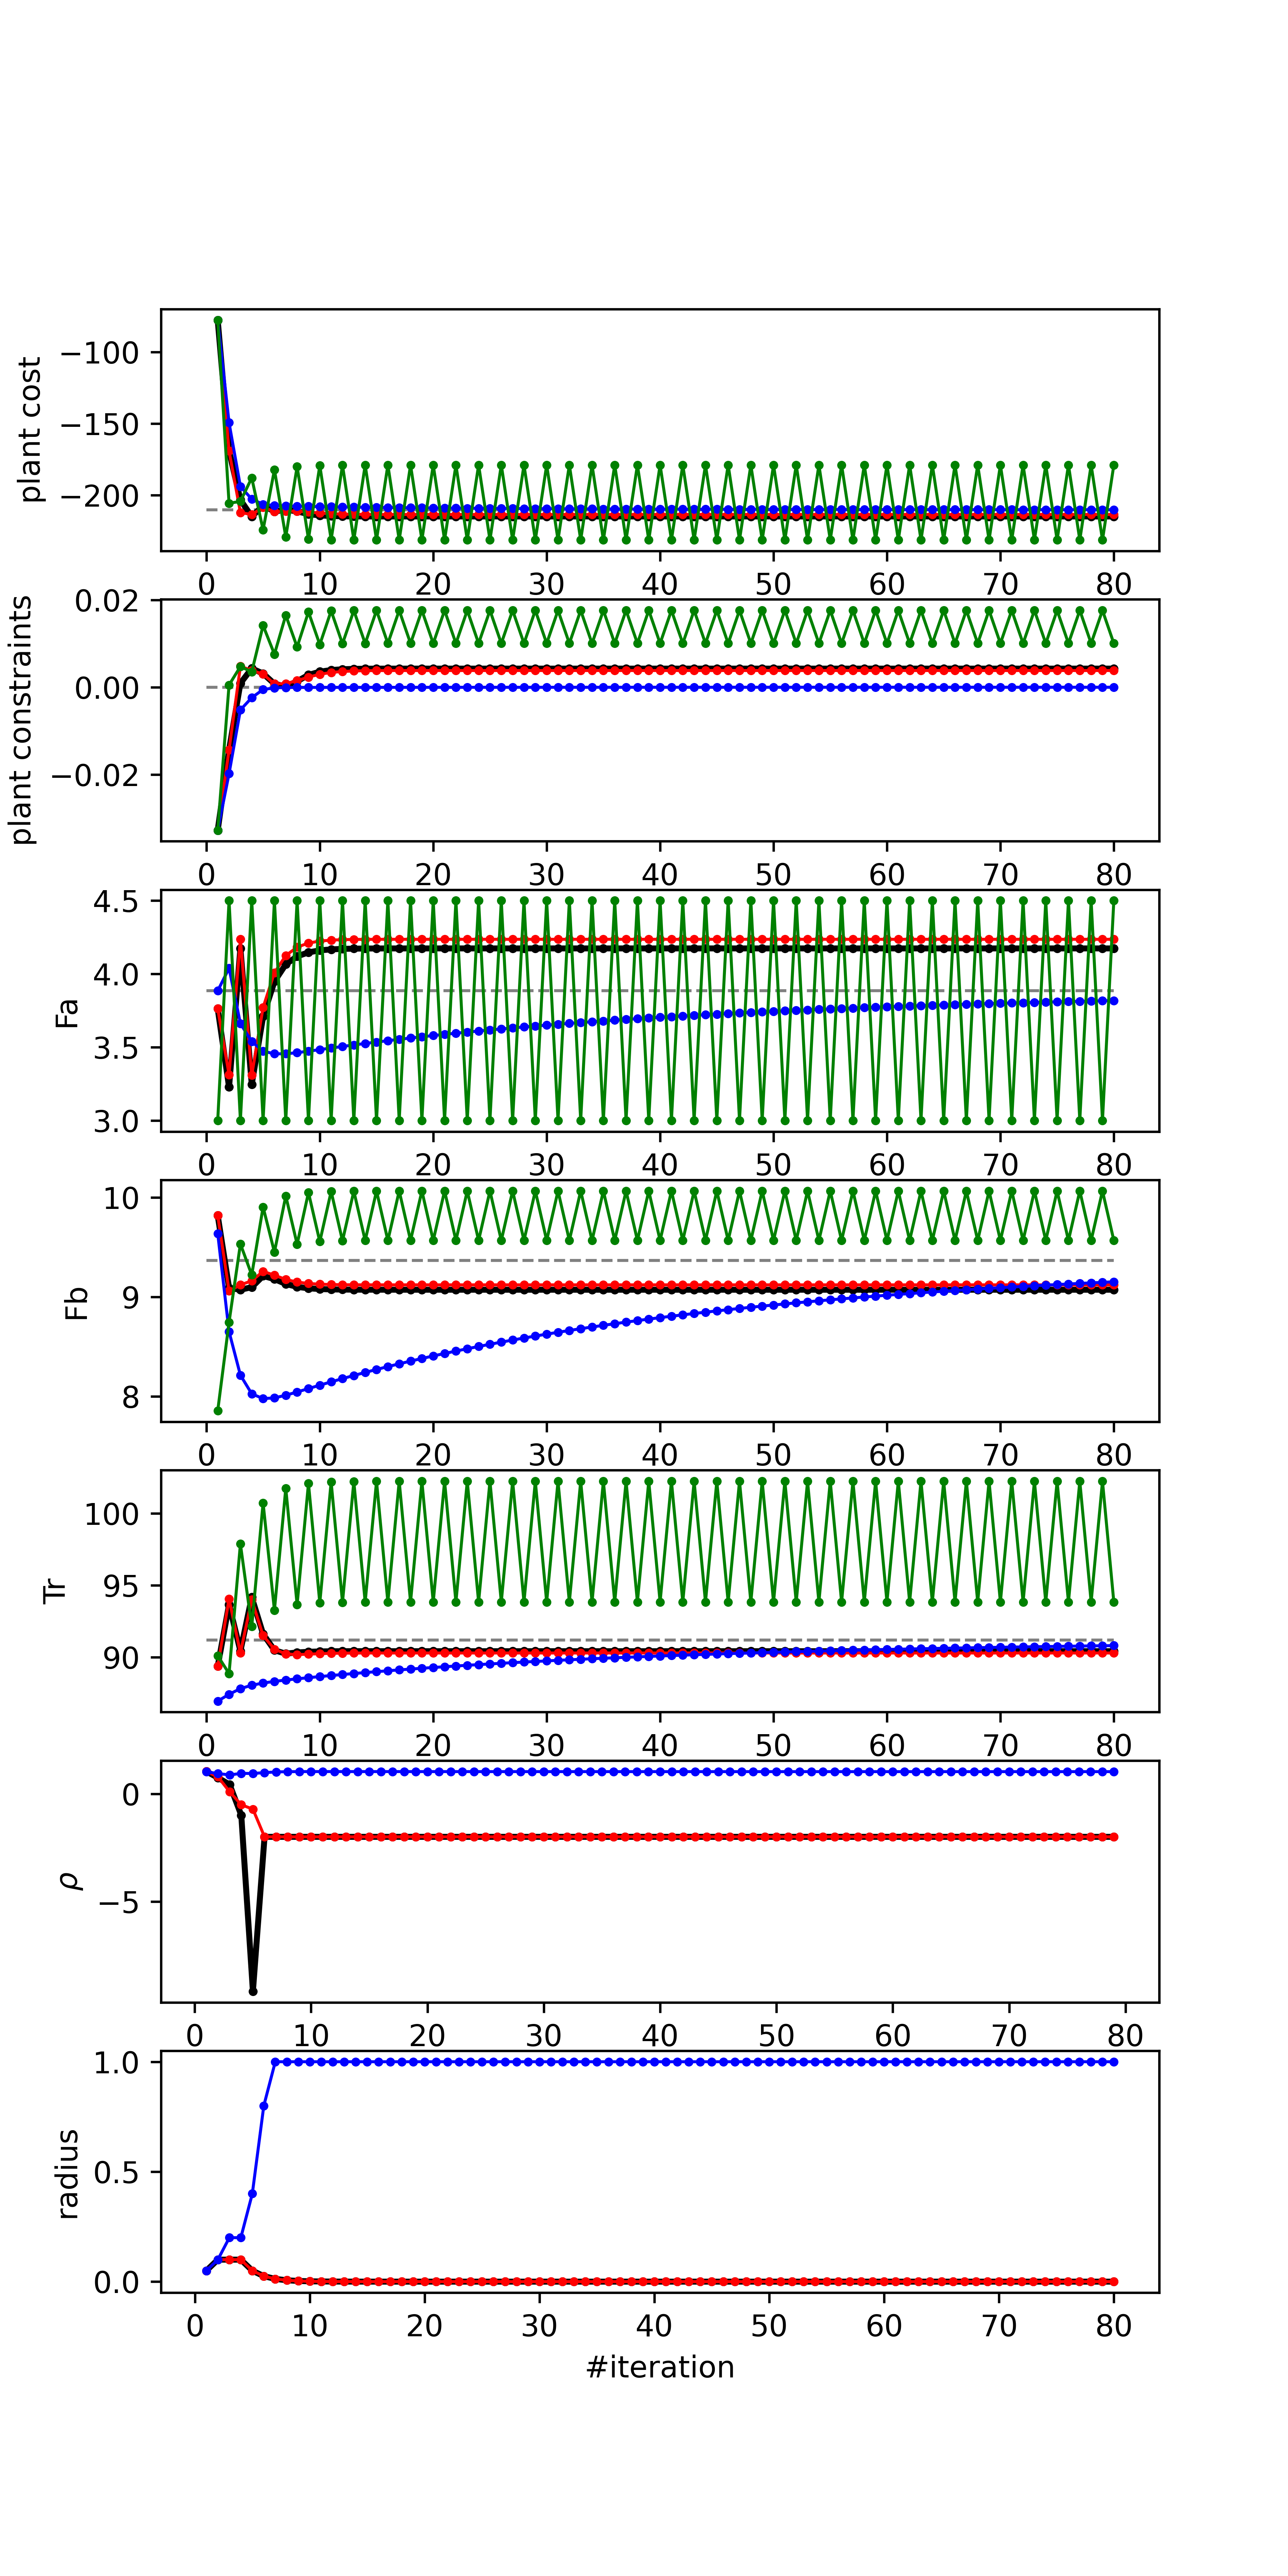 plant cost
−100
−150
−200
0 10 20 30 40 50 60 70 80
plant constraints
0.02
0.00
−0.02
0 10 20 30 40 50 60 70 80
Fa
4.5
4.0
3.5
3.0
0 10 20 30 40 50 60 70 80
Fb
10
9
8
0 10 20 30 40 50 60 70 80
Tr
100
95
90
0 10 20 30 40 50 60 70 80
ρ
0
−5
0 10 20 30 40 50 60 70 80
radius
1.0
0.5
0.0
0 10 20 30 40 50 60 70 80
#iteration